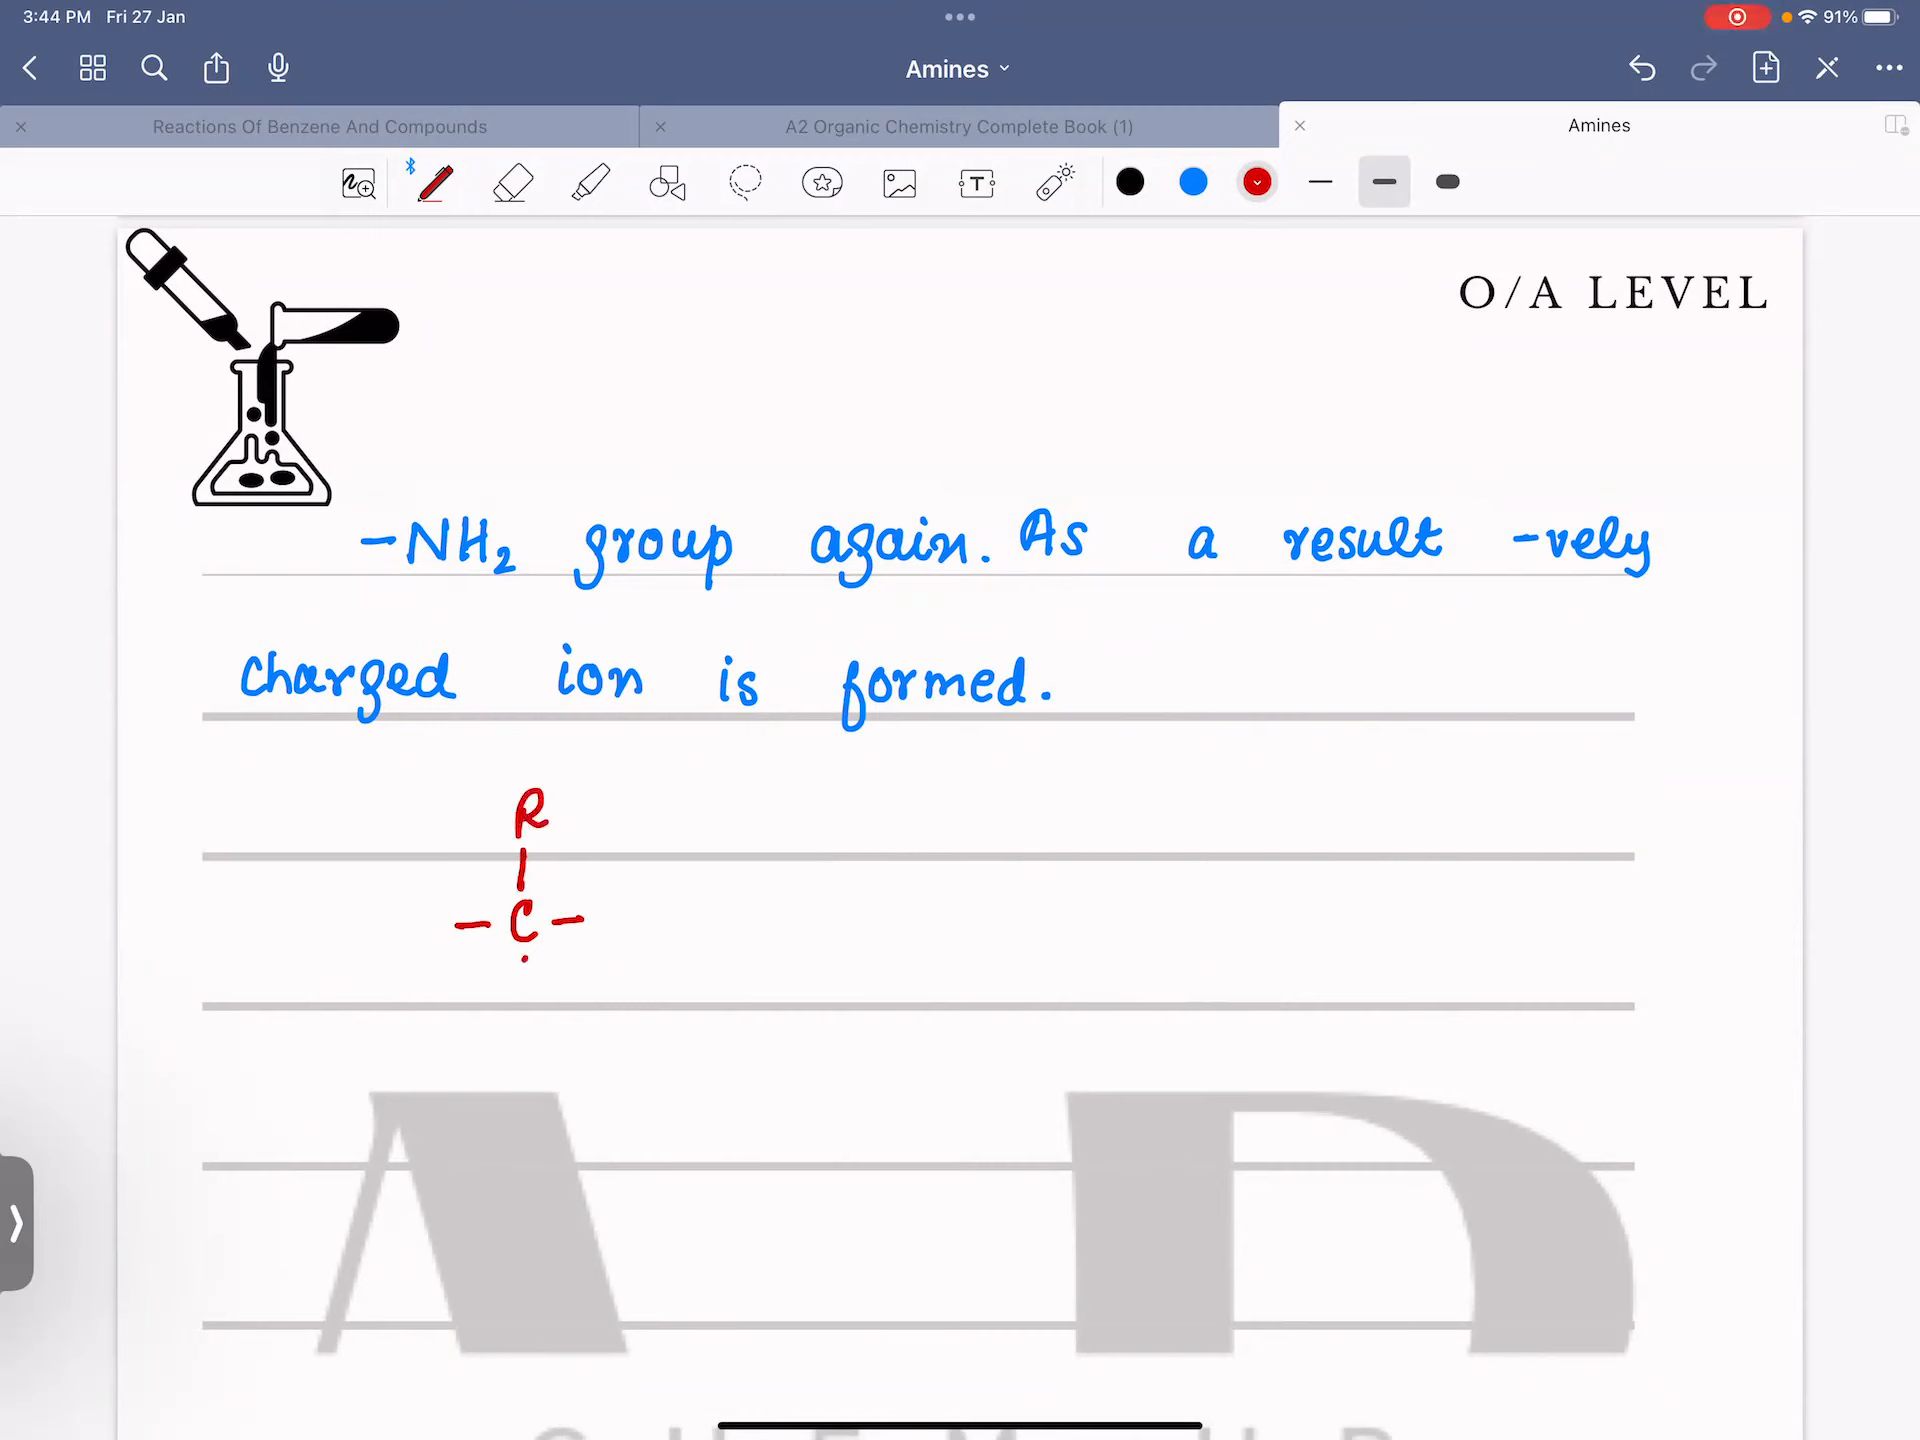 3:44 PM Fri 27 Jan
91%
Amines
Reactions Of Benzene And Compounds
A2 Organic Chemistry Complete Book (1)
Amines
T
O/A LEVEL
-NH₂ group again. As a result -vely
charged ion is formed.
R
- C -